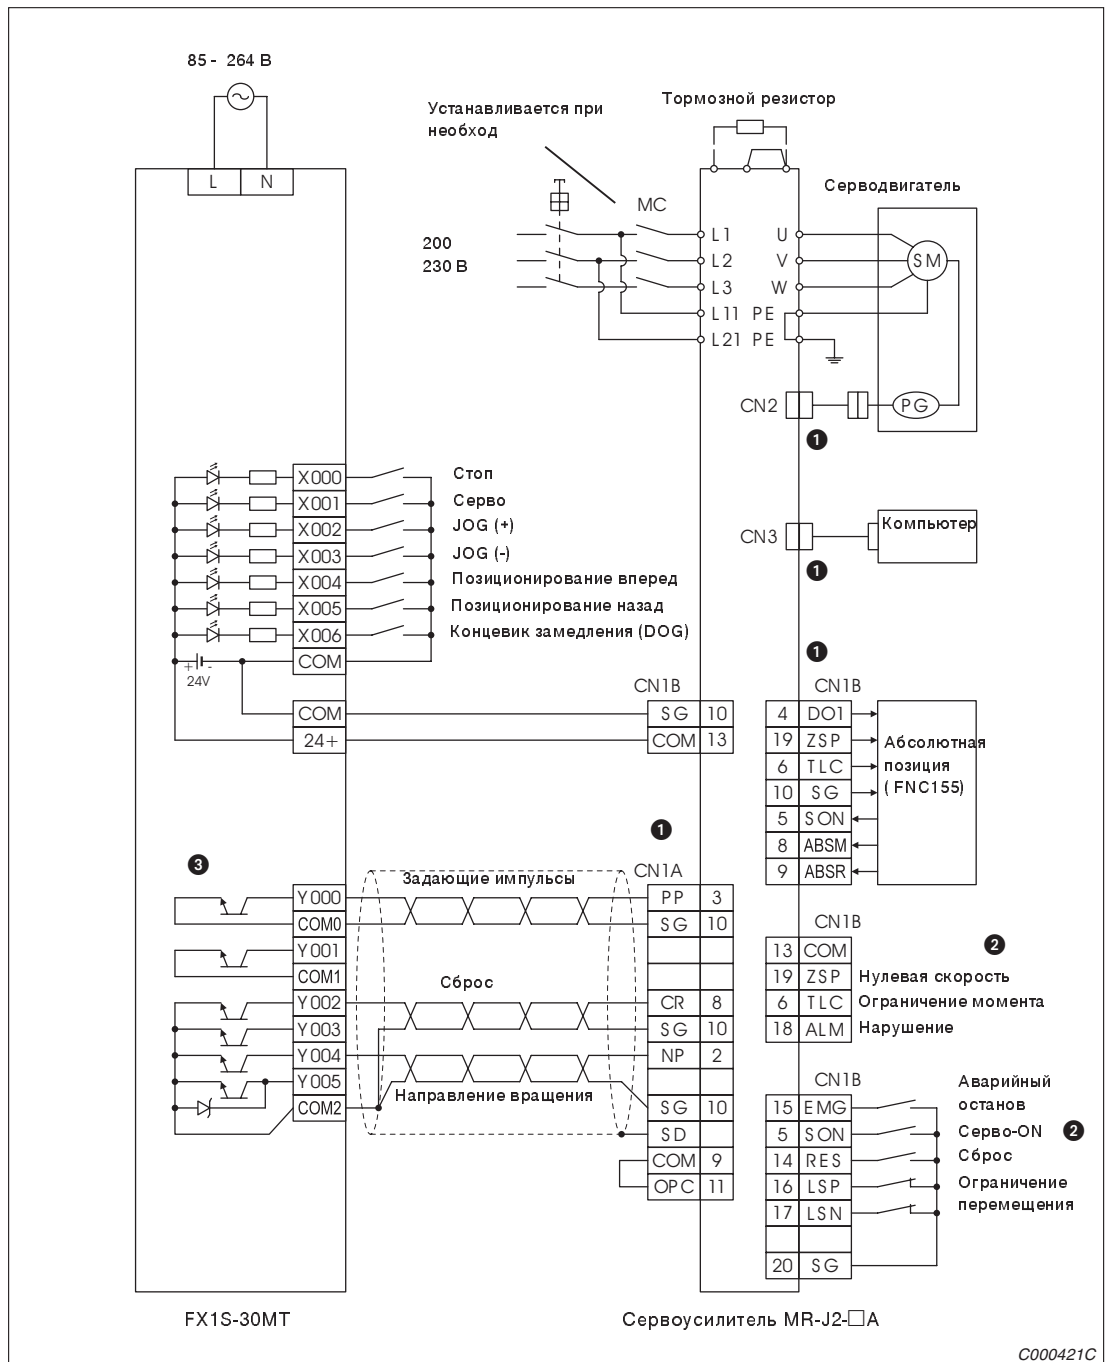 85 - 264 В
L N
Устанавливается при
необход
Тормозной резистор
MC
Серводвигатель
200
230 В
L1 U
L2 V
L3 W
L11 PE
L21 PE
SM
CN2
PG
1
X000 Стоп
X001 Серво
X002 JOG (+)
X003 JOG (-)
X004 Позиционирование вперед
X005 Позиционирование назад
X006 Концевик замедления (DOG)
COM
+ -
24V
CN3
Компьютер
1
1
CN1B
COM SG 10
24+ COM 13
CN1B
4 DO1
19 ZSP
6 TLC
10 SG
5 SON
8 ABSM
9 ABSR
Абсолютная
позиция
( FNC155)
1
3
CN1A
Задающие импульсы
Y000 PP 3
COM0 SG 10
Y001
COM1
Сброс
Y002 CR 8
Y003 SG 10
Y004 NP 2
Y005
Направление вращения
COM2 SG 10
SD
COM 9
OPC 11
CN1B
2
13 COM
19 ZSP Нулевая скорость
6 TLC Ограничение момента
18 ALM Нарушение
CN1B
15 EMG Аварийный
останов
5 SON Серво-ON 2
14 RES Сброс
16 LSP Ограничение
перемещения
17 LSN
20 SG
FX1S-30MT
Сервоусилитель MR-J2-□A
C000421C